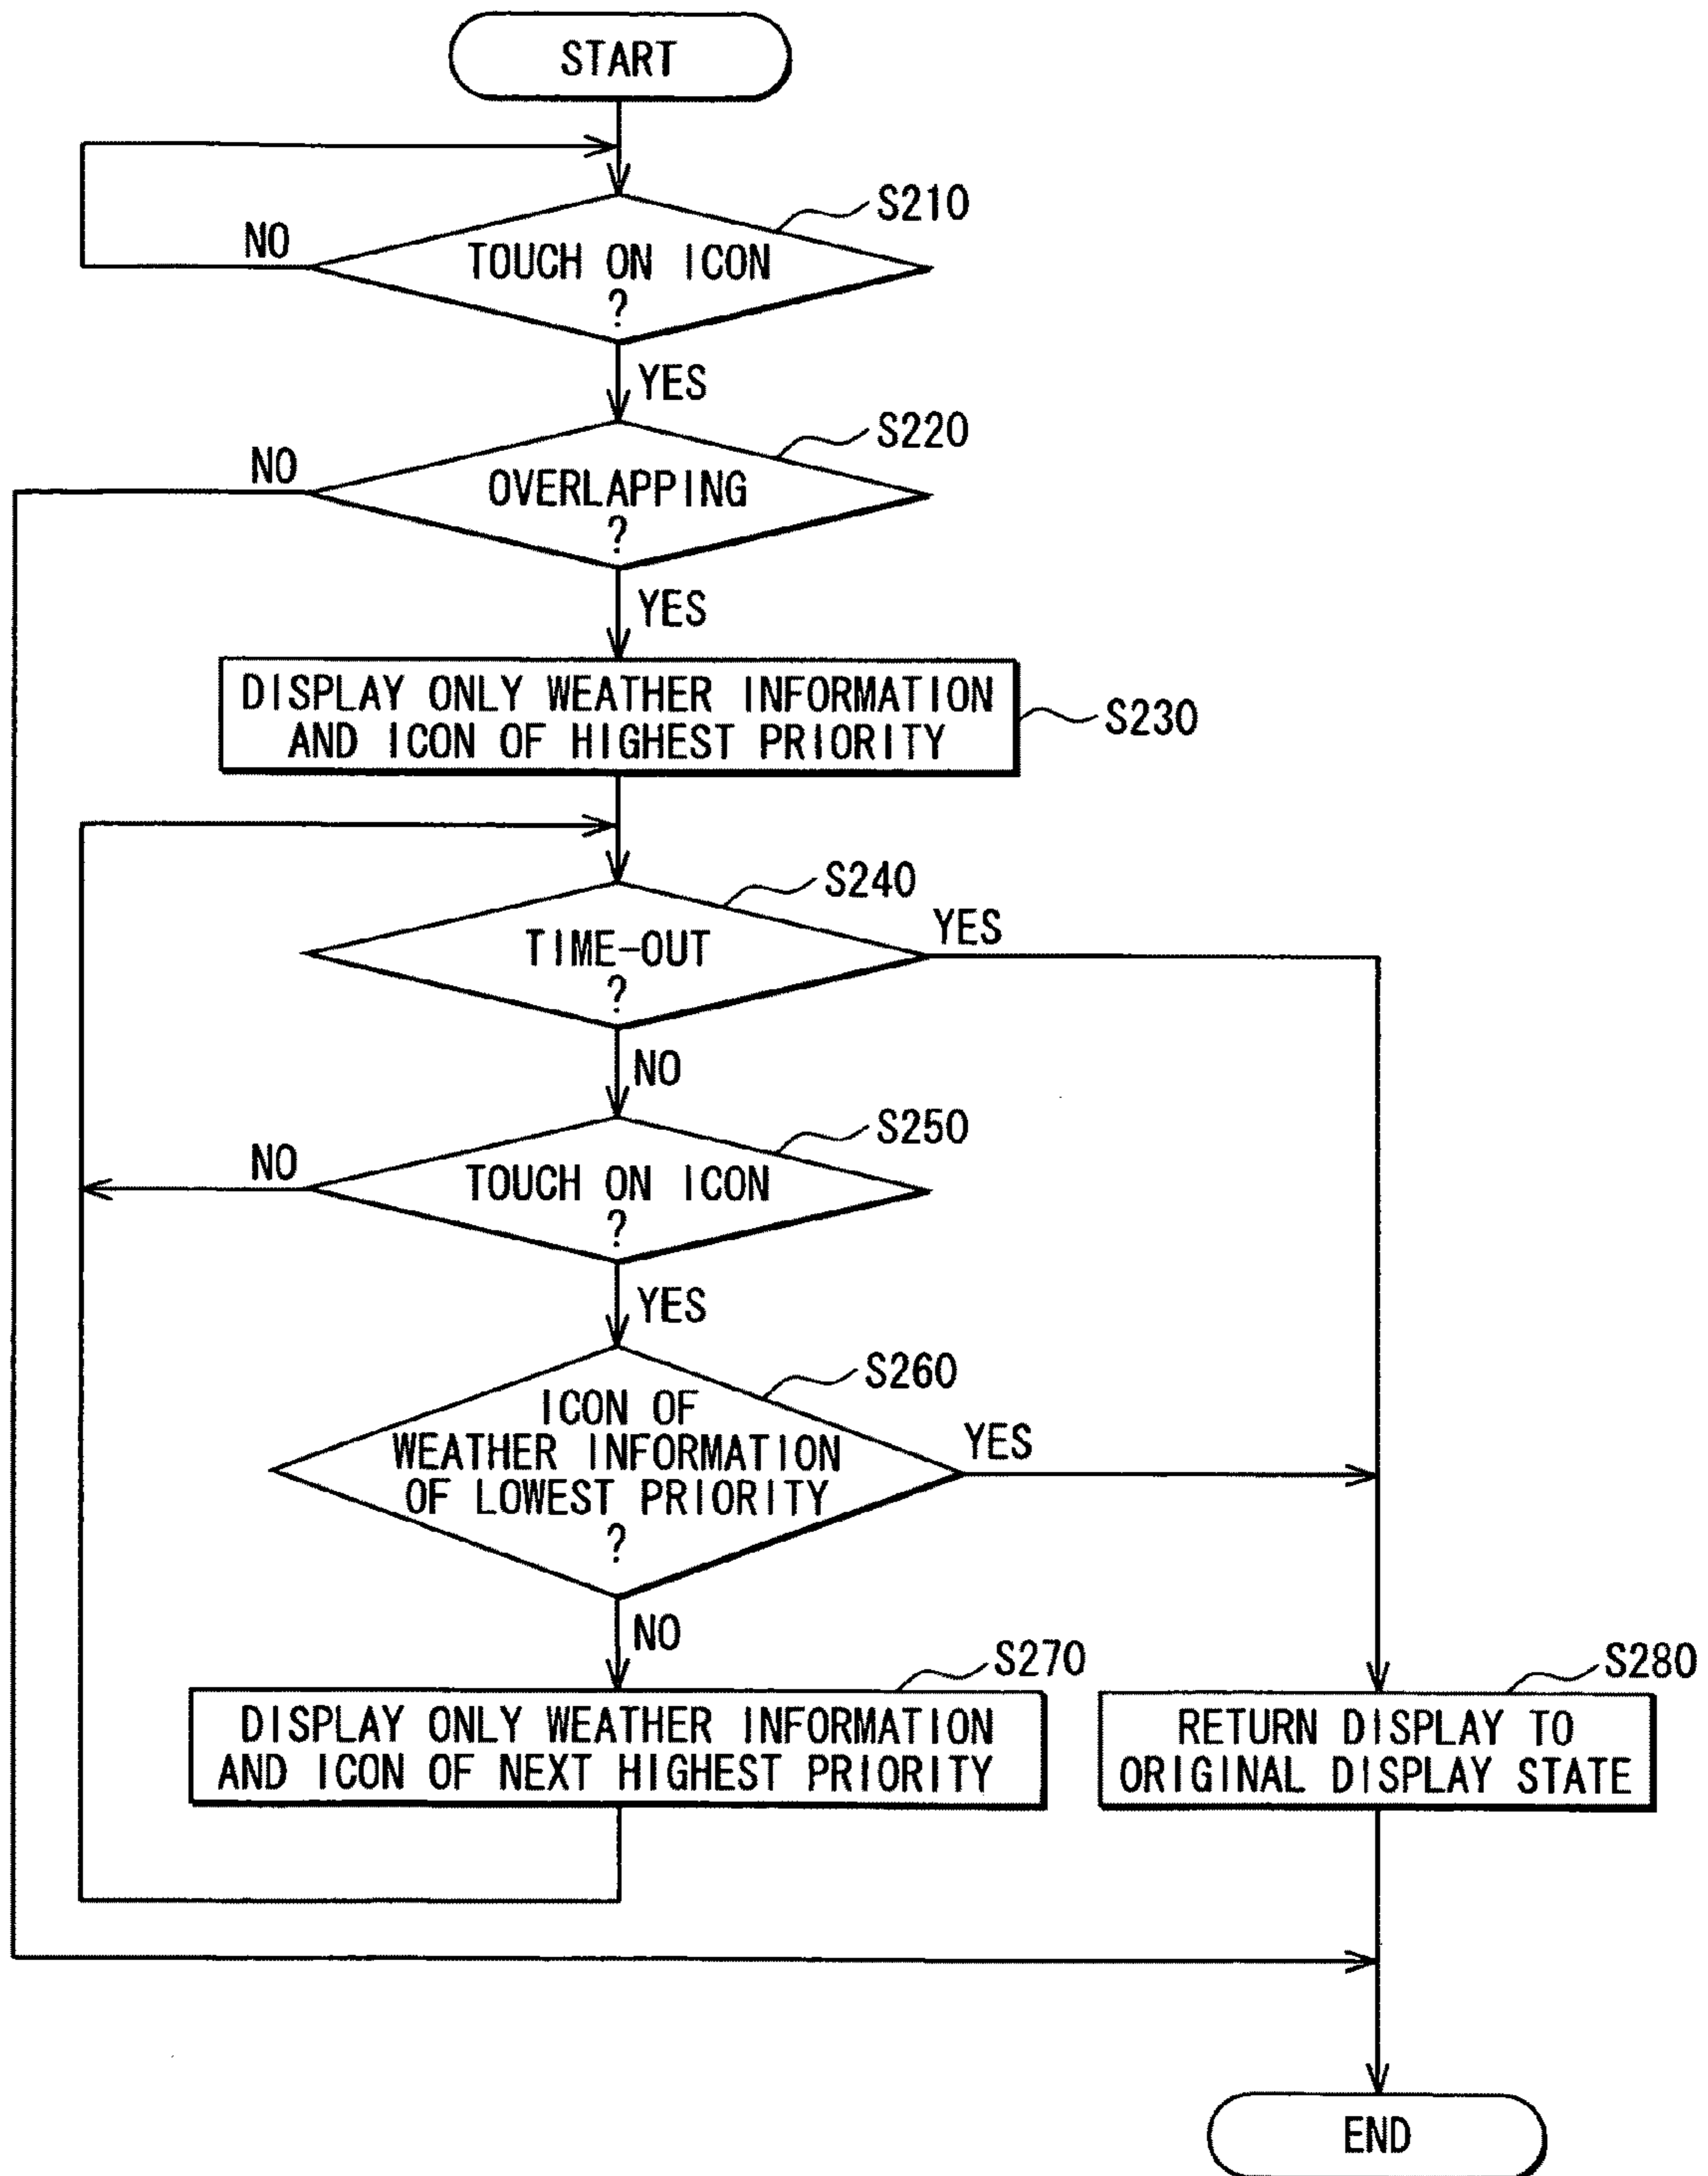 START
S210
NO
TOUCH ON ICON
?
YES
S220
NO
OVERLAPPING
?
YES
DISPLAY ONLY WEATHER INFORMATION
AND ICON OF HIGHEST PRIORITY
S230
S240
YES
TIME-OUT
?
NO
S250
NO
TOUCH ON ICON
?
YES
S260
ICON OF
WEATHER INFORMATION
OF LOWEST PRIORITY
?
YES
NO
S270
DISPLAY ONLY WEATHER INFORMATION
AND ICON OF NEXT HIGHEST PRIORITY
S280
RETURN DISPLAY TO
ORIGINAL DISPLAY STATE
END